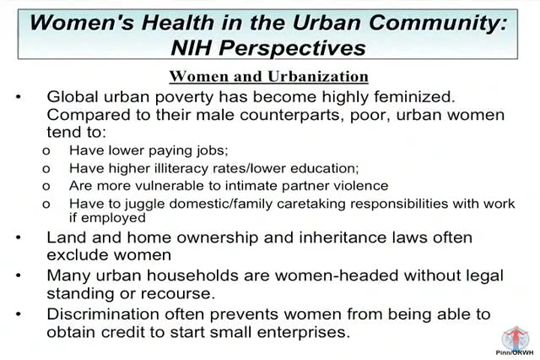 Women's Health in the Urban Community:
NIH Perspectives
Women and Urbanization
• Global urban poverty has become highly feminized.
Compared to their male counterparts, poor, urban women
tend to:
o Have lower paying jobs;
o Have higher illiteracy rates/lower education;
o Are more vulnerable to intimate partner violence
o Have to juggle domestic/family caretaking responsibilities with work
if employed
• Land and home ownership and inheritance laws often
exclude women
• Many urban households are women-headed without legal
standing or recourse.
• Discrimination often prevents women from being able to
obtain credit to start small enterprises.
Pinn/ORWH